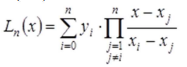 L_n(x) = \sum_{i=0}^{n} y_i \cdot \prod_{\substack{j=1 \\ j \neq i}}^{n} \frac{x - x_j}{x_i - x_j}